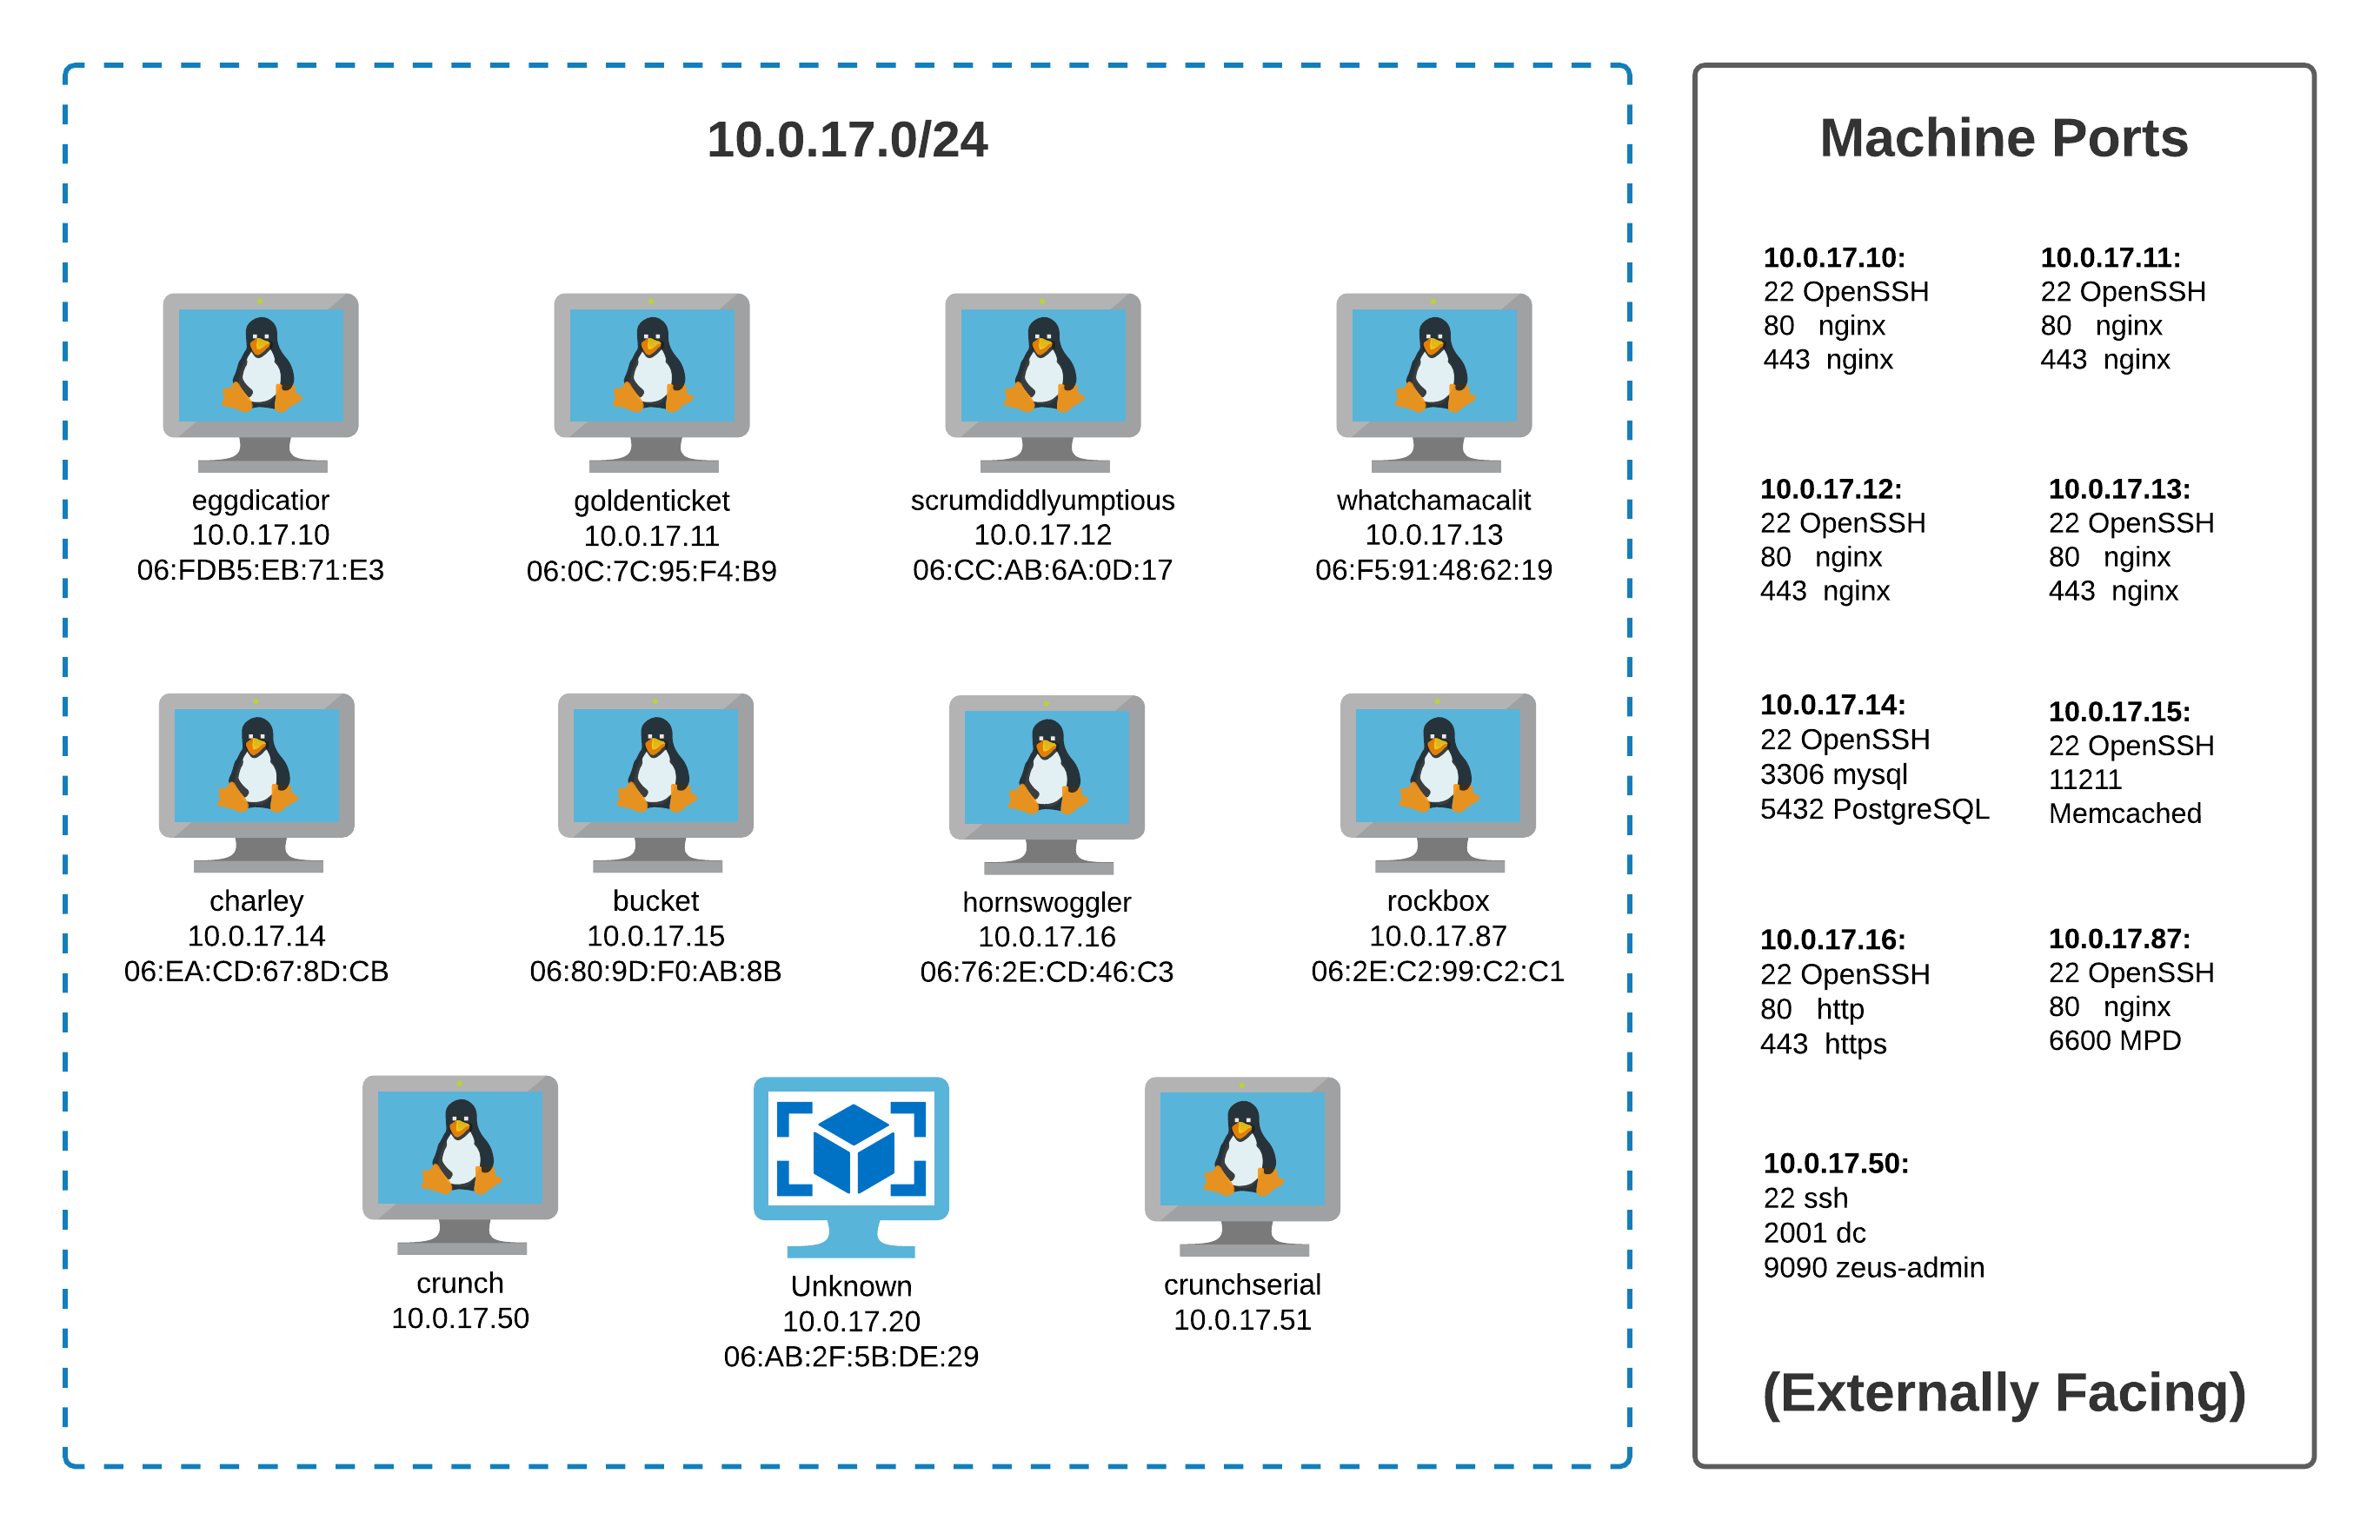 10.0.17.0/24
eggdicatior
10.0.17.10
06:FDB5:EB:71:E3
goldenticket
10.0.17.11
06:0C:7C:95:F4:B9
scrumdiddlyumptious
10.0.17.12
06:CC:AB:6A:0D:17
whatchamacalit
10.0.17.13
06:F5:91:48:62:19
charley
10.0.17.14
06:EA:CD:67:8D:CB
bucket
10.0.17.15
06:80:9D:F0:AB:8B
hornswoggler
10.0.17.16
06:76:2E:CD:46:C3
rockbox
10.0.17.87
06:2E:C2:99:C2:C1
crunch
10.0.17.50
Unknown
10.0.17.20
06:AB:2F:5B:DE:29
crunchserial
10.0.17.51
Machine Ports
10.0.17.10:
22 OpenSSH
80 nginx
443 nginx
10.0.17.11:
22 OpenSSH
80 nginx
443 nginx
10.0.17.12:
22 OpenSSH
80 nginx
443 nginx
10.0.17.13:
22 OpenSSH
80 nginx
443 nginx
10.0.17.14:
22 OpenSSH
3306 mysql
5432 PostgreSQL
10.0.17.15:
22 OpenSSH
11211
Memcached
10.0.17.16:
22 OpenSSH
80 http
443 https
10.0.17.87:
22 OpenSSH
80 nginx
6600 MPD
10.0.17.50:
22 ssh
2001 dc
9090 zeus-admin
(Externally Facing)